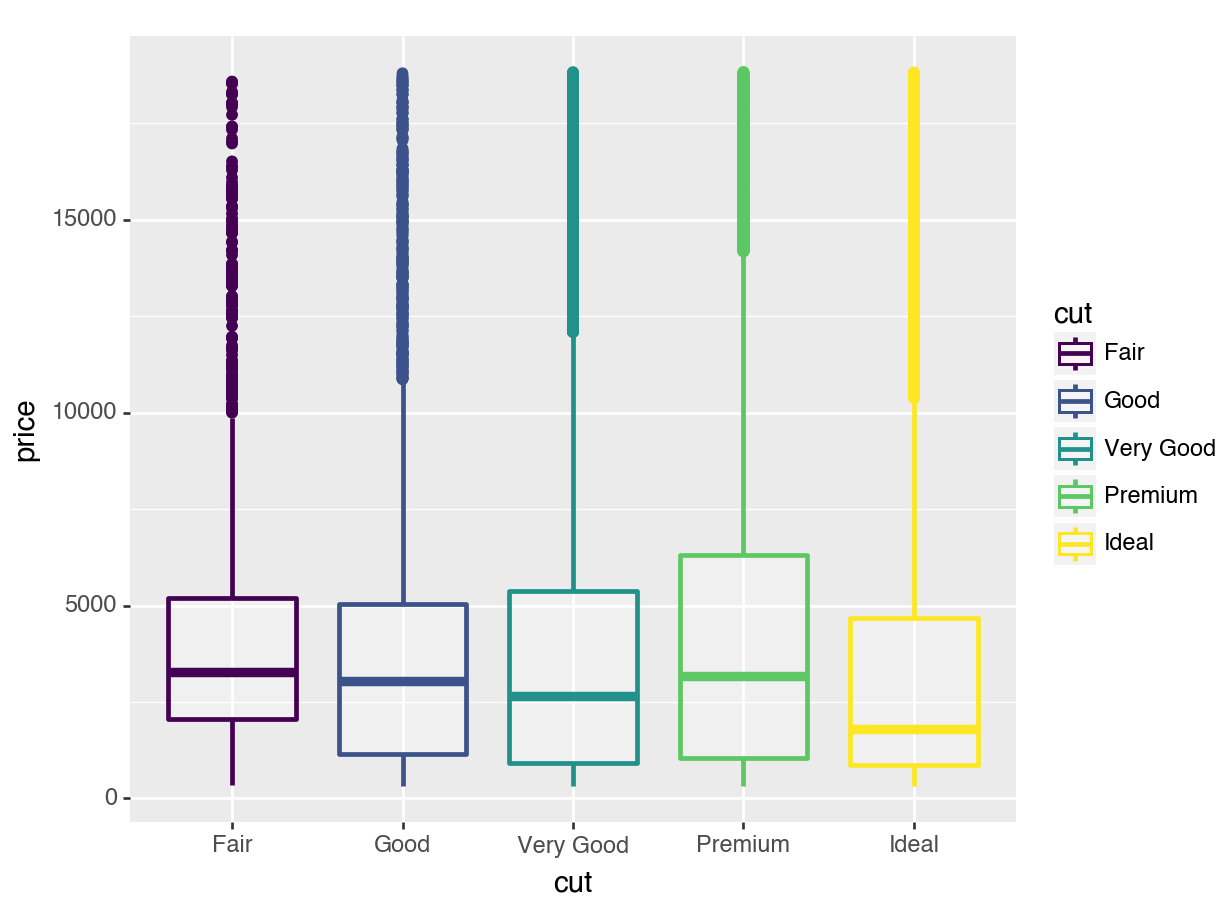 price
15000
10000
5000
0
Fair
Good
Very Good
Premium
Ideal
cut
cut
Fair
Good
Very Good
Premium
Ideal